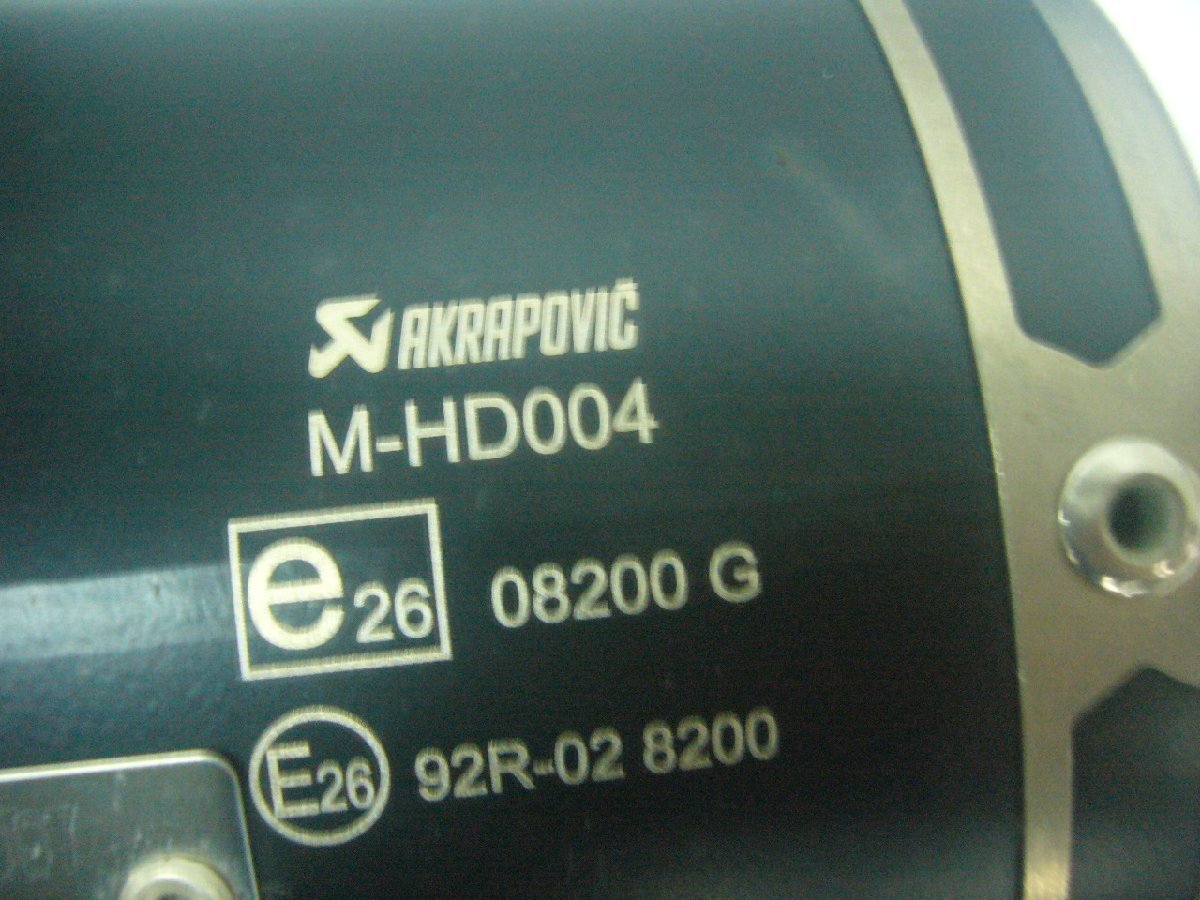 AKRAPOVIČ
M-HD004
e26 08200 G
E26 92R-02 8200